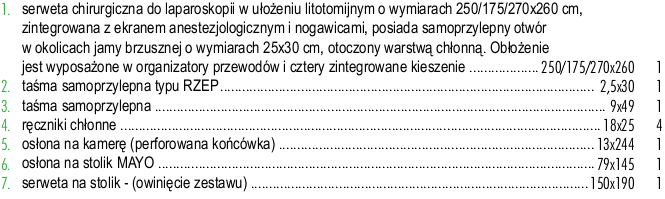 1. serweta chirurgiczna do laparoskopii w ułożeniu litotomijnym o wymiarach 250/175/270x260 cm,
zintegrowana z ekranem anestezjologicznym i nogawicami, posiada samoprzylepny otwór
w okolicach jamy brzusznej o wymiarach 25x30 cm, otoczony warstwą chłonną. Obłożenie
jest wyposażone w organizatory przewodów i cztery zintegrowane kieszenie ................... 250/175/270x260 1
2. taśma samoprzylepna typu RZEP.................................................................................................... 2,5x30 1
3. taśma samoprzylepna ........................................................................................................................ 9x49 1
4. ręczniki chłonne ............................................................................................................................... 18x25 4
5. osłona na kamerę (perforowana końcówka) .................................................................................... 13x244 1
6. osłona na stolik MAYO .................................................................................................................... 79x145 1
7. serweta na stolik - (owinięcie zestawu) .......................................................................................... 150x190 1